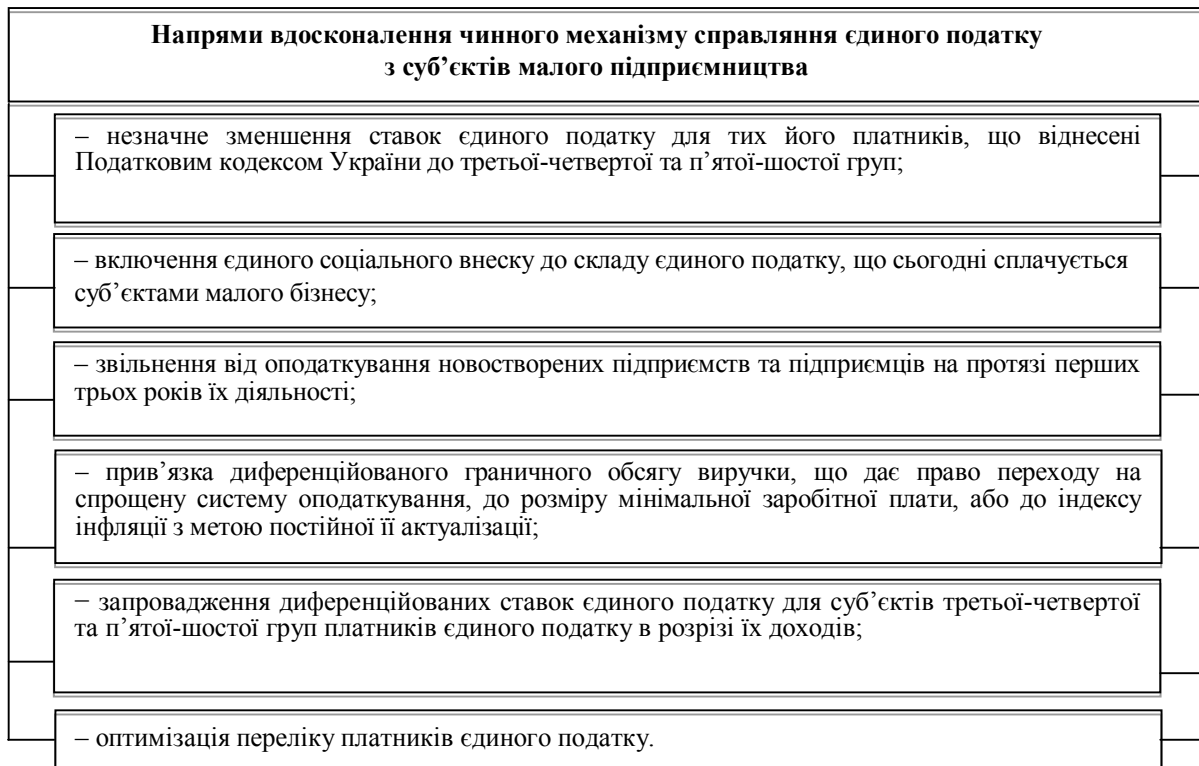 Напрями вдосконалення чинного механізму справляння єдиного податку
з суб’єктів малого підприємництва
– незначне зменшення ставок єдиного податку для тих його платників, що віднесені
Податковим кодексом України до третьої-четвертої та п’ятої-шостої груп;
– включення єдиного соціального внеску до складу єдиного податку, що сьогодні сплачується
суб’єктами малого бізнесу;
– звільнення від оподаткування новостворених підприємств та підприємців на протязі перших
трьох років їх діяльності;
– прив’язка диференційованого граничного обсягу виручки, що дає право переходу на
спрощену систему оподаткування, до розміру мінімальної заробітної плати, або до індексу
інфляції з метою постійної її актуалізації;
– запровадження диференційованих ставок єдиного податку для суб’єктів третьої-четвертої
та п’ятої-шостої груп платників єдиного податку в розрізі їх доходів;
– оптимізація переліку платників єдиного податку.